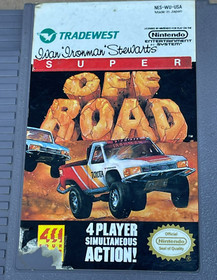 NES-WU-USA
TRADEWEST
Nintendo
ENTERTAINMENT
SYSTEM
Ivan 'Ironman' Stewart's
SUPER
OFF
ROAD
4 PLAYER
SIMULTANEOUS
ACTION!
Official
Nintendo
Seal of Quality